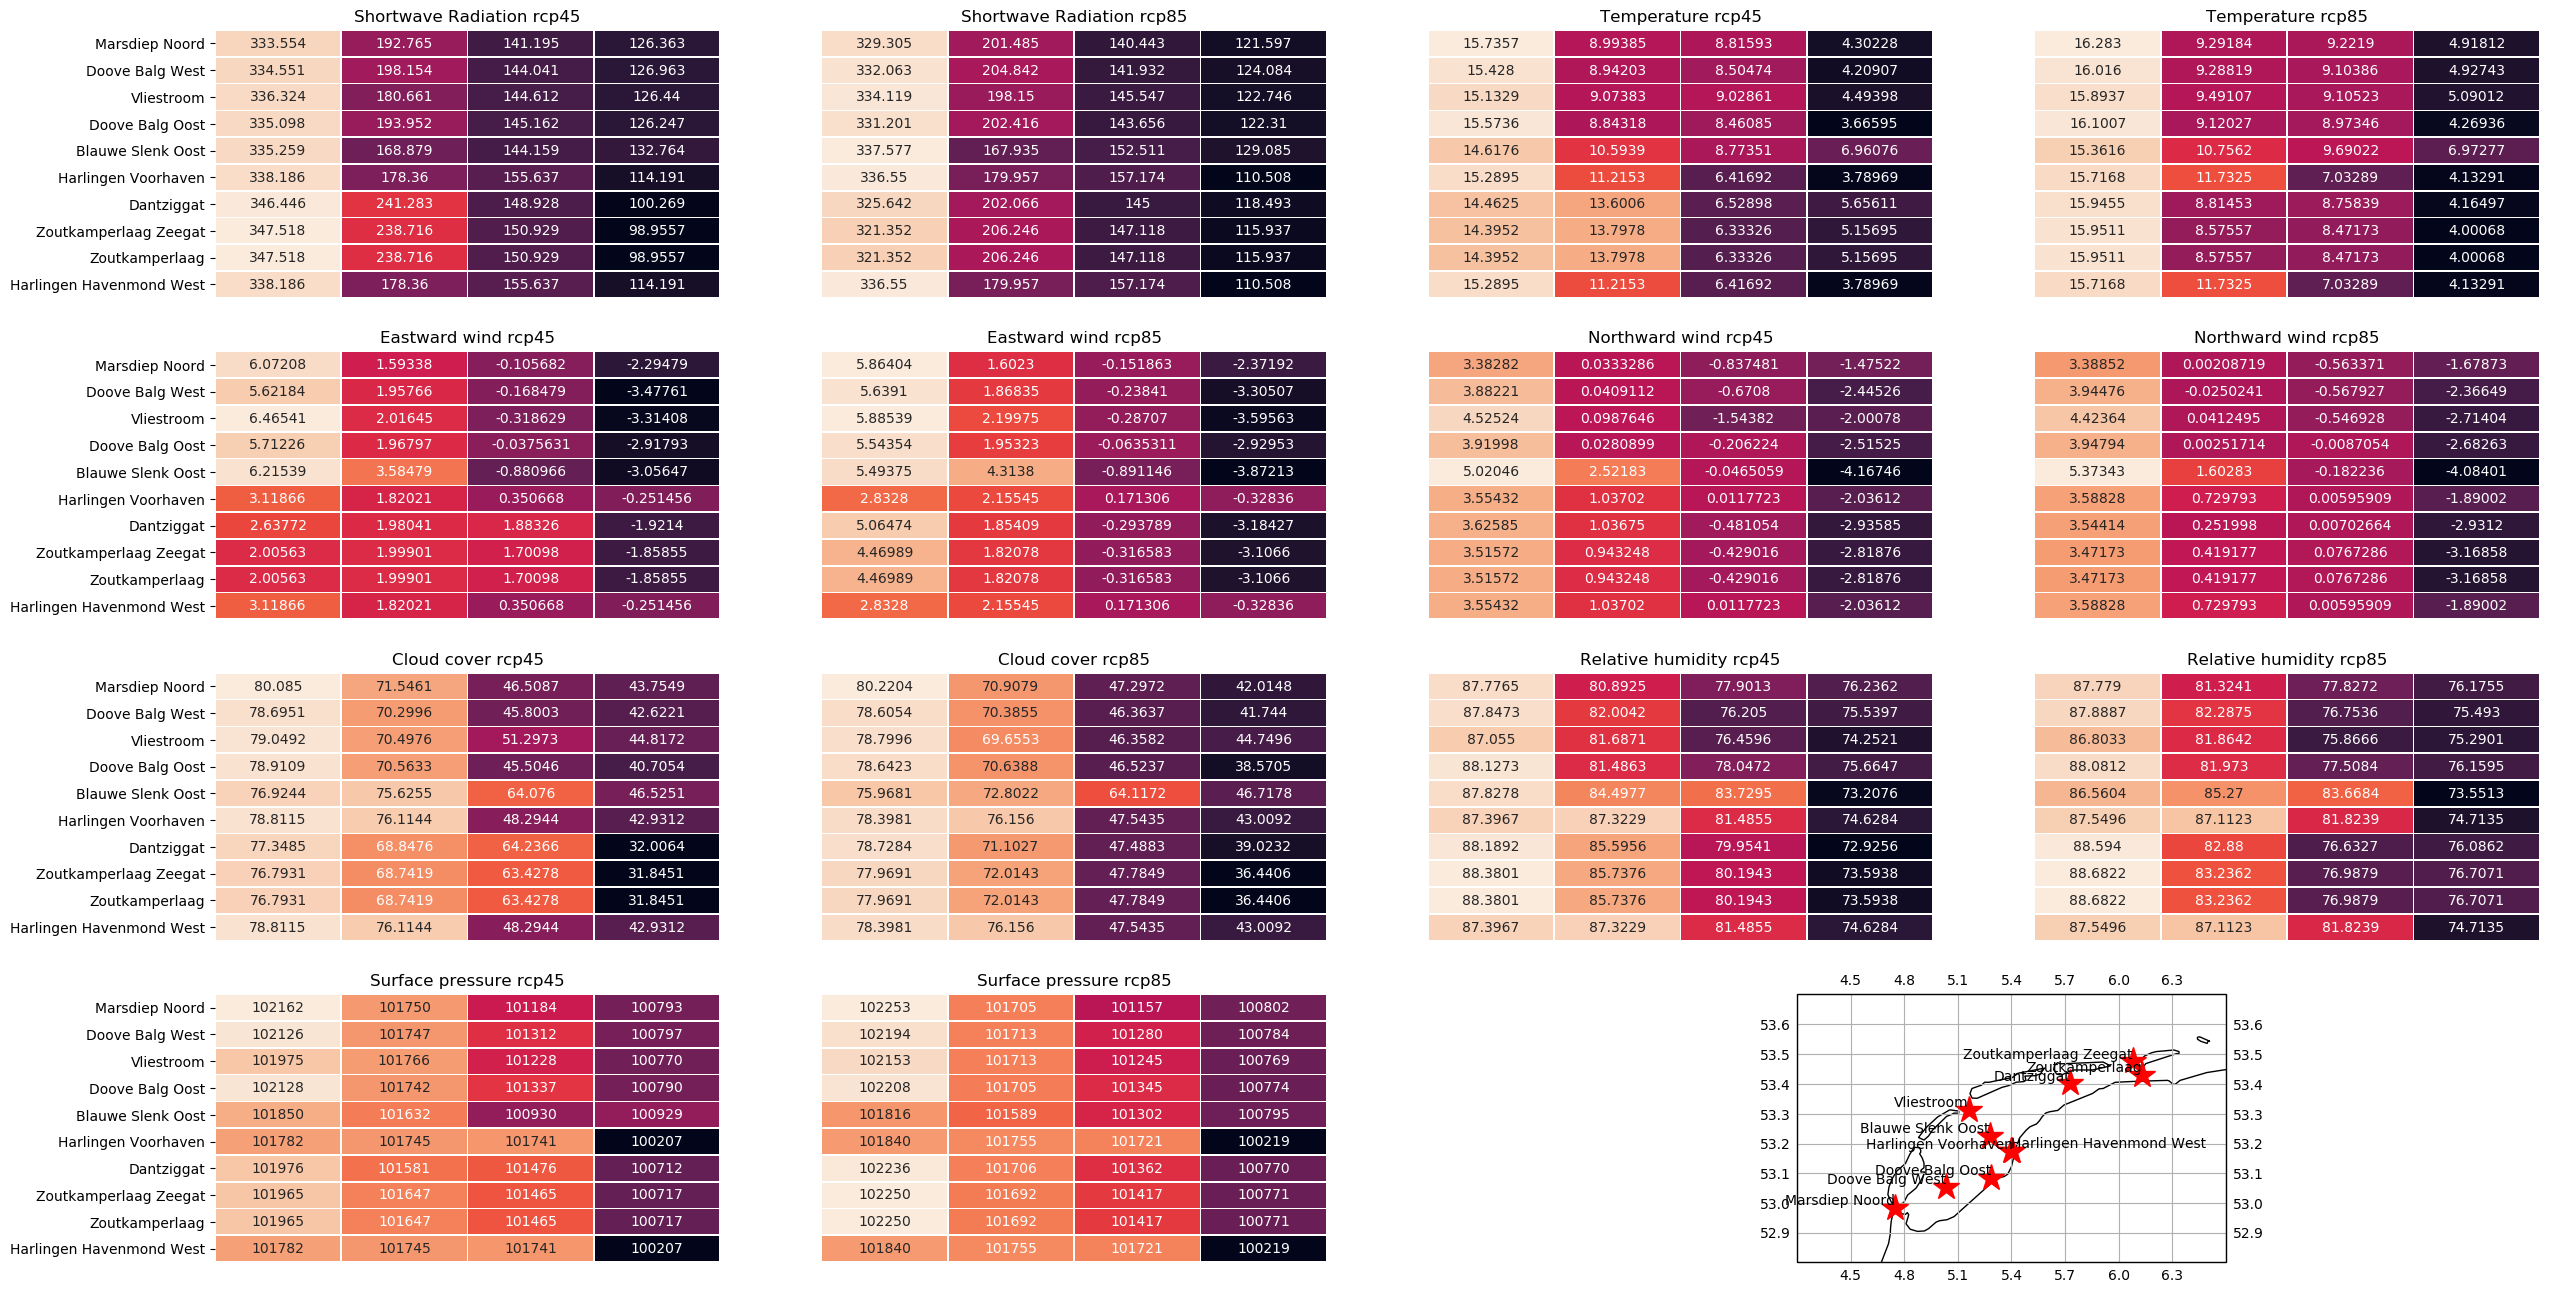 Shortwave Radiation rcp45 Shortwave Radiation rcp85 Temperature rcp45 Temperature rcp85
Marsdiep Noord 333.554 192.765 141.195 126.363 329.305 201.485 140.443 121.597 15.7357 8.99385 8.81593 4.30228 16.283 9.29184 9.2219 4.91812
Doove Balg West 334.551 198.154 144.041 126.963 332.063 204.842 141.932 124.084 15.428 8.94203 8.50474 4.20907 16.016 9.28819 9.10386 4.92743
Vliestroom 336.324 180.661 144.612 126.44 334.119 198.15 145.547 122.746 15.1329 9.07383 9.02861 4.49398 15.8937 9.49107 9.10523 5.09012
Doove Balg Oost 335.098 193.952 145.162 126.247 331.201 202.416 143.656 122.31 15.5736 8.84318 8.46085 3.66595 16.1007 9.12027 8.97346 4.26936
Blauwe Slenk Oost 335.259 168.879 144.159 132.764 337.577 167.935 152.511 129.085 14.6176 10.5939 8.77351 6.96076 15.3616 10.7562 9.69022 6.97277
Harlingen Voorhaven 338.186 178.36 155.637 114.191 336.55 179.957 157.174 110.508 15.2895 11.2153 6.41692 3.78969 15.7168 11.7325 7.03289 4.13291
Dantziggat 346.446 241.283 148.928 100.269 325.642 202.066 145 118.493 14.4625 13.6006 6.52898 5.65611 15.9455 8.81453 8.75839 4.16497
Zoutkamperlaag Zeegat 347.518 238.716 150.929 98.9557 321.352 206.246 147.118 115.937 14.3952 13.7978 6.33326 5.15695 15.9511 8.57557 8.47173 4.00068
Zoutkamperlaag 347.518 238.716 150.929 98.9557 321.352 206.246 147.118 115.937 14.3952 13.7978 6.33326 5.15695 15.9511 8.57557 8.47173 4.00068
Harlingen Havenmond West 338.186 178.36 155.637 114.191 336.55 179.957 157.174 110.508 15.2895 11.2153 6.41692 3.78969 15.7168 11.7325 7.03289 4.13291
Eastward wind rcp45 Eastward wind rcp85 Northward wind rcp45 Northward wind rcp85
Marsdiep Noord 6.07208 1.59338 -0.105682 -2.29479 5.86404 1.6023 -0.151863 -2.37192 3.38282 0.0333286 -0.837481 -1.47522 3.38852 0.00208719 -0.563371 -1.67873
Doove Balg West 5.62184 1.95766 -0.168479 -3.47761 5.6391 1.86835 -0.23841 -3.30507 3.88221 0.0409112 -0.6708 -2.44526 3.94476 -0.0250241 -0.567927 -2.36649
Vliestroom 6.46541 2.01645 -0.318629 -3.31408 5.88539 2.19975 -0.28707 -3.59563 4.52524 0.0987646 -1.54382 -2.00078 4.42364 0.0412495 -0.546928 -2.71404
Doove Balg Oost 5.71226 1.96797 -0.0375631 -2.91793 5.54354 1.95323 -0.0635311 -2.92953 3.91998 0.0280899 -0.206224 -2.51525 3.94794 0.00251714 -0.0087054 -2.68263
Blauwe Slenk Oost 6.21539 3.58479 -0.880966 -3.05647 5.49375 4.3138 -0.891146 -3.87213 5.02046 2.52183 -0.0465059 -4.16746 5.37343 1.60283 -0.182236 -4.08401
Harlingen Voorhaven 3.11866 1.82021 0.350668 -0.251456 2.8328 2.15545 0.171306 -0.32836 3.55432 1.03702 0.0117723 -2.03612 3.58828 0.729793 0.00595909 -1.89002
Dantziggat 2.63772 1.98041 1.88326 -1.9214 5.06474 1.85409 -0.293789 -3.18427 3.62585 1.03675 -0.481054 -2.93585 3.54414 0.251998 0.00702664 -2.9312
Zoutkamperlaag Zeegat 2.00563 1.99901 1.70098 -1.85855 4.46989 1.82078 -0.316583 -3.1066 3.51572 0.943248 -0.429016 -2.81876 3.47173 0.419177 0.0767286 -3.16858
Zoutkamperlaag 2.00563 1.99901 1.70098 -1.85855 4.46989 1.82078 -0.316583 -3.1066 3.51572 0.943248 -0.429016 -2.81876 3.47173 0.419177 0.0767286 -3.16858
Harlingen Havenmond West 3.11866 1.82021 0.350668 -0.251456 2.8328 2.15545 0.171306 -0.32836 3.55432 1.03702 0.0117723 -2.03612 3.58828 0.729793 0.00595909 -1.89002
Cloud cover rcp45 Cloud cover rcp85 Relative humidity rcp45 Relative humidity rcp85
Marsdiep Noord 80.085 71.5461 46.5087 43.7549 80.2204 70.9079 47.2972 42.0148 87.7765 80.8925 77.9013 76.2362 87.779 81.3241 77.8272 76.1755
Doove Balg West 78.6951 70.2996 45.8003 42.6221 78.6054 70.3855 46.3637 41.744 87.8473 82.0042 76.205 75.5397 87.8887 82.2875 76.7536 75.493
Vliestroom 79.0492 70.4976 51.2973 44.8172 78.7996 69.6553 46.3582 44.7496 87.055 81.6871 76.4596 74.2521 86.8033 81.8642 75.8666 75.2901
Doove Balg Oost 78.9109 70.5633 45.5046 40.7054 78.6423 70.6388 46.5237 38.5705 88.1273 81.4863 78.0472 75.6647 88.0812 81.973 77.5084 76.1595
Blauwe Slenk Oost 76.9244 75.6255 64.076 46.5251 75.9681 72.8022 64.1172 46.7178 87.8278 84.4977 83.7295 73.2076 86.5604 85.27 83.6684 73.5513
Harlingen Voorhaven 78.8115 76.1144 48.2944 42.9312 78.3981 76.156 47.5435 43.0092 87.3967 87.3229 81.4855 74.6284 87.5496 87.1123 81.8239 74.7135
Dantziggat 77.3485 68.8476 64.2366 32.0064 78.7284 71.1027 47.4883 39.0232 88.1892 85.5956 79.9541 72.9256 88.594 82.88 76.6327 76.0862
Zoutkamperlaag Zeegat 76.7931 68.7419 63.4278 31.8451 77.9691 72.0143 47.7849 36.4406 88.3801 85.7376 80.1943 73.5938 88.6822 83.2362 76.9879 76.7071
Zoutkamperlaag 76.7931 68.7419 63.4278 31.8451 77.9691 72.0143 47.7849 36.4406 88.3801 85.7376 80.1943 73.5938 88.6822 83.2362 76.9879 76.7071
Harlingen Havenmond West 78.8115 76.1144 48.2944 42.9312 78.3981 76.156 47.5435 43.0092 87.3967 87.3229 81.4855 74.6284 87.5496 87.1123 81.8239 74.7135
Surface pressure rcp45 Surface pressure rcp85
Marsdiep Noord 102162 101750 101184 100793 102253 101705 101157 100802
Doove Balg West 102126 101747 101312 100797 102194 101713 101280 100784
Vliestroom 101975 101766 101228 100770 102153 101713 101245 100769
Doove Balg Oost 102128 101742 101337 100790 102208 101705 101345 100774
Blauwe Slenk Oost 101850 101632 100930 100929 101816 101589 101302 100795
Harlingen Voorhaven 101782 101745 101741 100207 101840 101755 101721 100219
Dantziggat 101976 101581 101476 100712 102236 101706 101362 100770
Zoutkamperlaag Zeegat 101965 101647 101465 100717 102250 101692 101417 100771
Zoutkamperlaag 101965 101647 101465 100717 102250 101692 101417 100771
Harlingen Havenmond West 101782 101745 101741 100207 101840 101755 101721 100219
4.5 4.8 5.1 5.4 5.7 6.0 6.3
53.6 53.6
53.5 Zoutkamperlaag Zeegat 53.5
Zoutkamperlaag
53.4 Dantziggat 53.4
Vliestroom
53.3 53.3
Blauwe Slenk Oost
53.2 Harlingen Voorhaven Harlingen Havenmond West 53.2
53.1 Doove Balg Oost 53.1
Doove Balg West
53.0 Marsdiep Noord 53.0
52.9 52.9
4.5 4.8 5.1 5.4 5.7 6.0 6.3